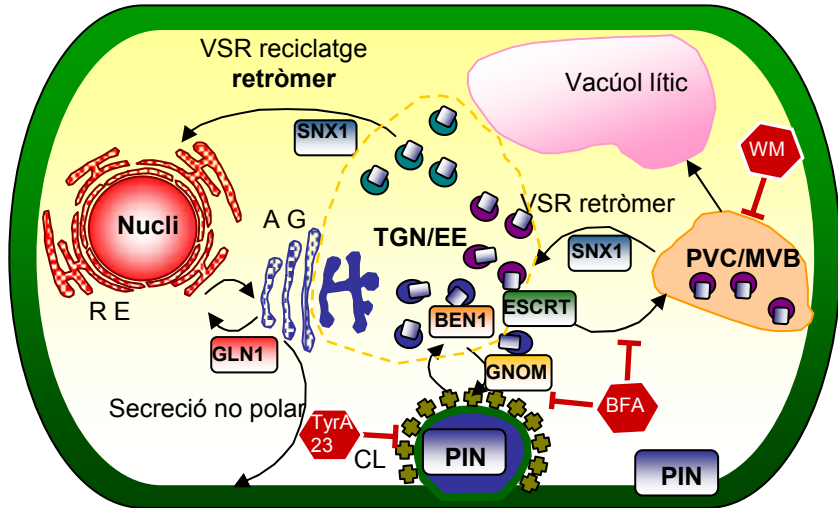 VSR reciclatge
retròmer
SNX1
Vacúol lític
WM
Nucli
A G
TGN/EE
VSR retròmer
SNX1
PVC/MVB
R E
BEN1
ESCRT
GLN1
GNOM
Secreció no polar
TyrA
23
CL
BFA
PIN
PIN